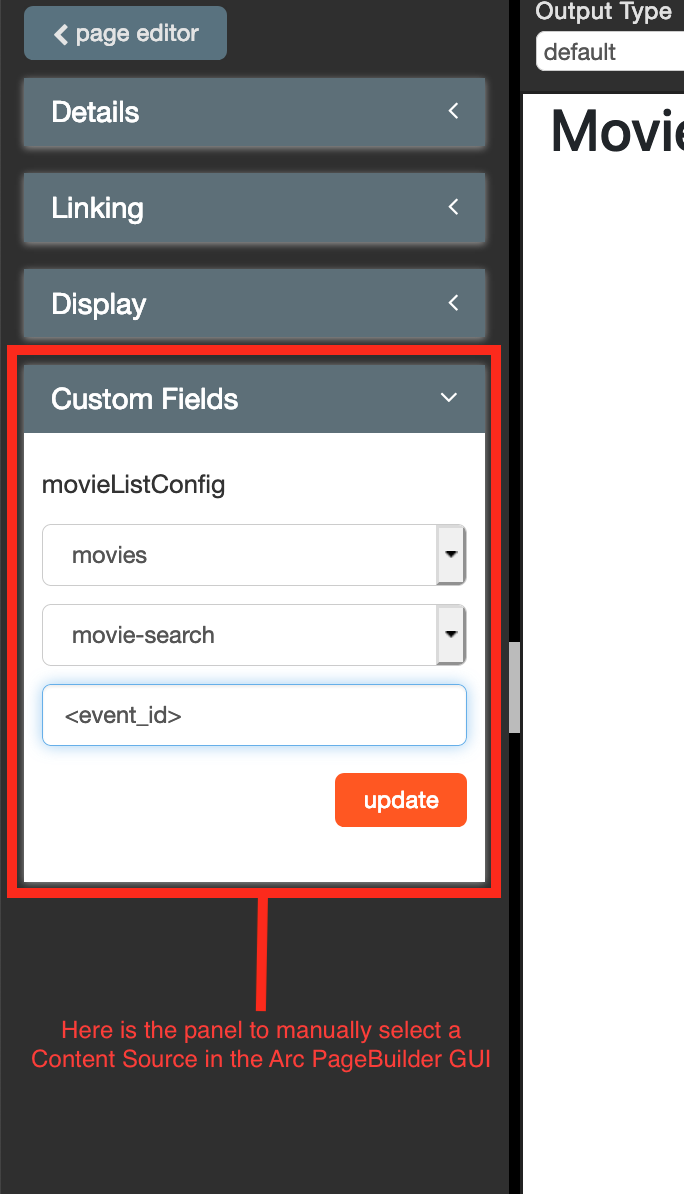 page editor
Output Type
default
Details
Linking
Display
Custom Fields
movieListConfig
movies
movie-search
<event_id>
update
Here is the panel to manually select a
Content Source in the Arc PageBuilder GUI